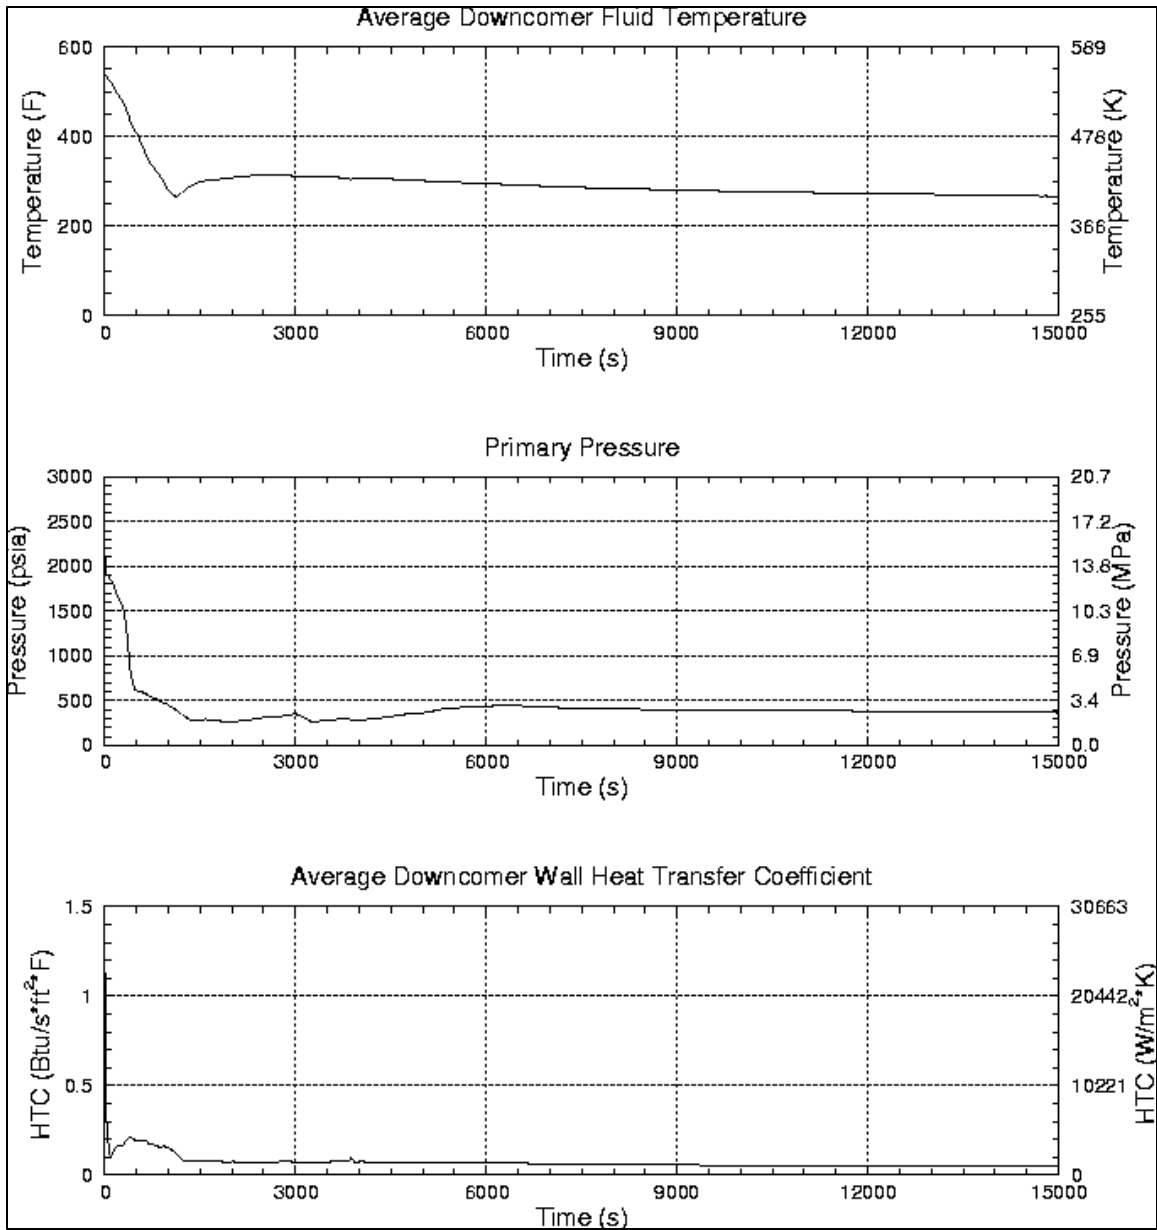 Average Downcomer Fluid Temperature
Temperature (F)
600
400
200
0
589
478
366
255
Temperature (K)
0 3000 6000 9000 12000 15000
Time (s)
Primary Pressure
Pressure (psia)
3000
2500
2000
1500
1000
500
0
20.7
17.2
13.8
10.3
6.9
3.4
0.0
Pressure (MPa)
0 3000 6000 9000 12000 15000
Time (s)
Average Downcomer Wall Heat Transfer Coefficient
HTC (Btu/s*ft²*F)
1.5
1
0.5
0
30663
20442
10221
0
HTC (W/m²*K)
0 3000 6000 9000 12000 15000
Time (s)